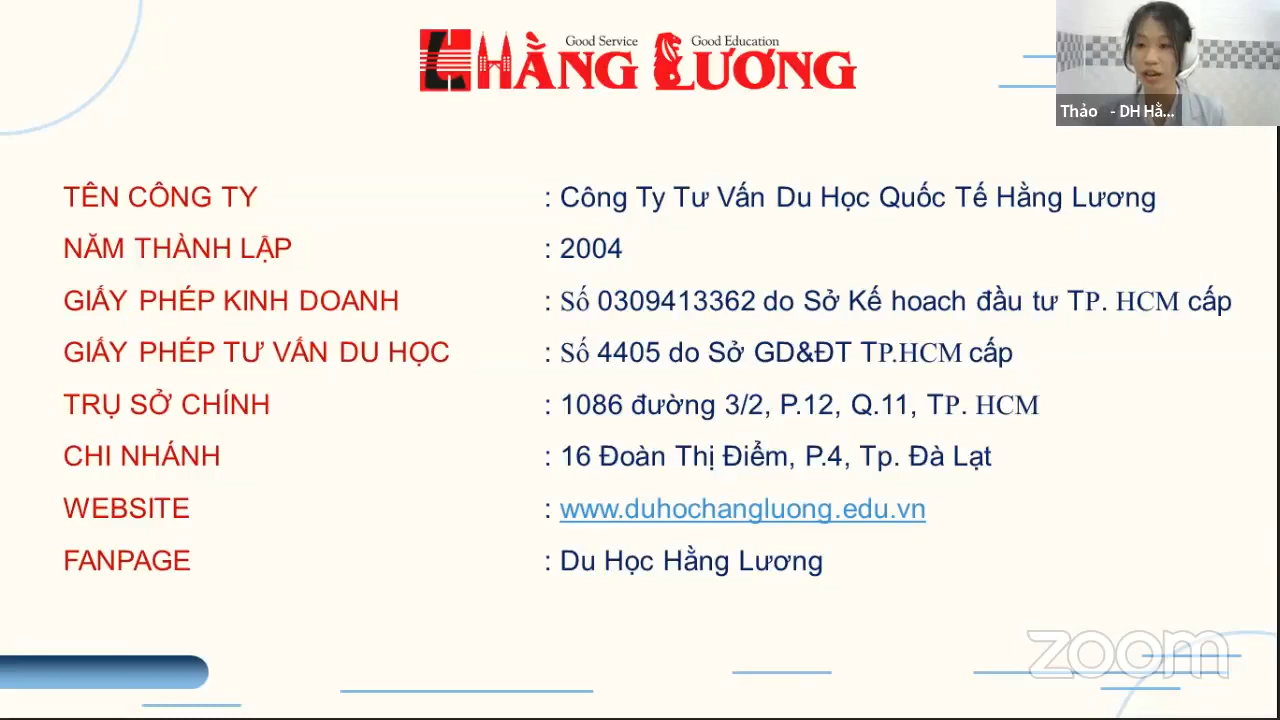 Good Service Good Education
HẰNG LƯƠNG
Thảo - DH Hằ...
TÊN CÔNG TY : Công Ty Tư Vấn Du Học Quốc Tế Hằng Lương
NĂM THÀNH LẬP : 2004
GIẤY PHÉP KINH DOANH : Số 0309413362 do Sở Kế hoach đầu tư TP. HCM cấp
GIẤY PHÉP TƯ VẤN DU HỌC : Số 4405 do Sở GD&ĐT TP.HCM cấp
TRỤ SỞ CHÍNH : 1086 đường 3/2, P.12, Q.11, TP. HCM
CHI NHÁNH : 16 Đoàn Thị Điểm, P.4, Tp. Đà Lạt
WEBSITE : www.duhochangluong.edu.vn
FANPAGE : Du Học Hằng Lương
zoom